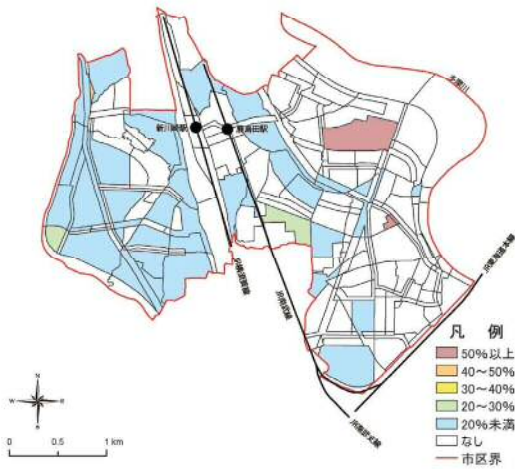 多摩川
新川崎駅
鹿島田駅
JR横須賀線
JR南武線
JR東海道本線
JR南武支線
凡 例
50%以上
40～50%
30～40%
20～30%
20%未満
なし
市区界
N
W E
S
0 0.5 1 km